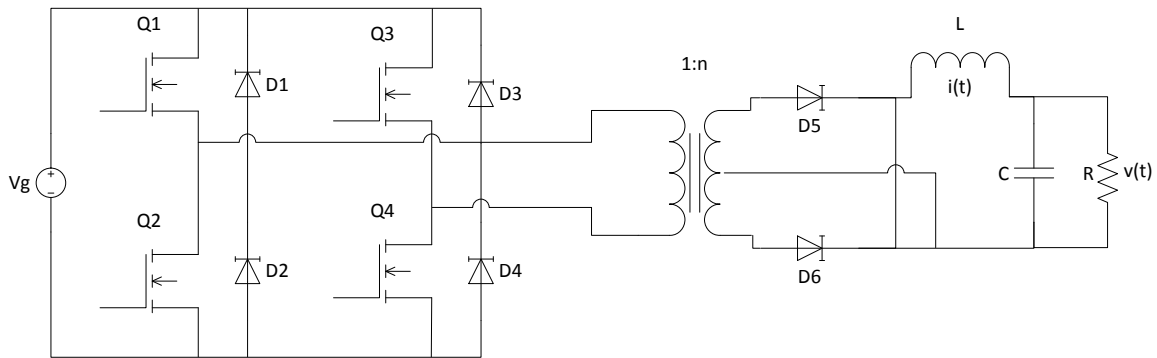 Q1
Q3
L
D1
D3
1:n
D5
i(t)
Vg
+
−
C
R
v(t)
Q2
Q4
D2
D4
D6